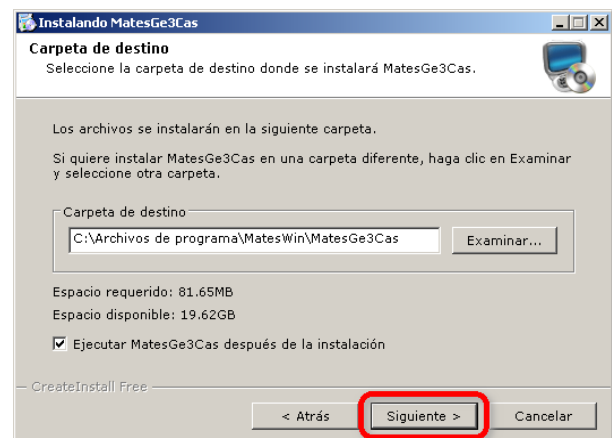 Instalando MatesGe3Cas
Carpeta de destino
Seleccione la carpeta de destino donde se instalará MatesGe3Cas.
Los archivos se instalarán en la siguiente carpeta.
Si quiere instalar MatesGe3Cas en una carpeta diferente, haga clic en Examinar
y seleccione otra carpeta.
Carpeta de destino
C:\Archivos de programa\MatesWin\MatesGe3Cas
Examinar...
Espacio requerido: 81.65MB
Espacio disponible: 19.62GB
Ejecutar MatesGe3Cas después de la instalación
CreateInstall Free
< Atrás
Siguiente >
Cancelar